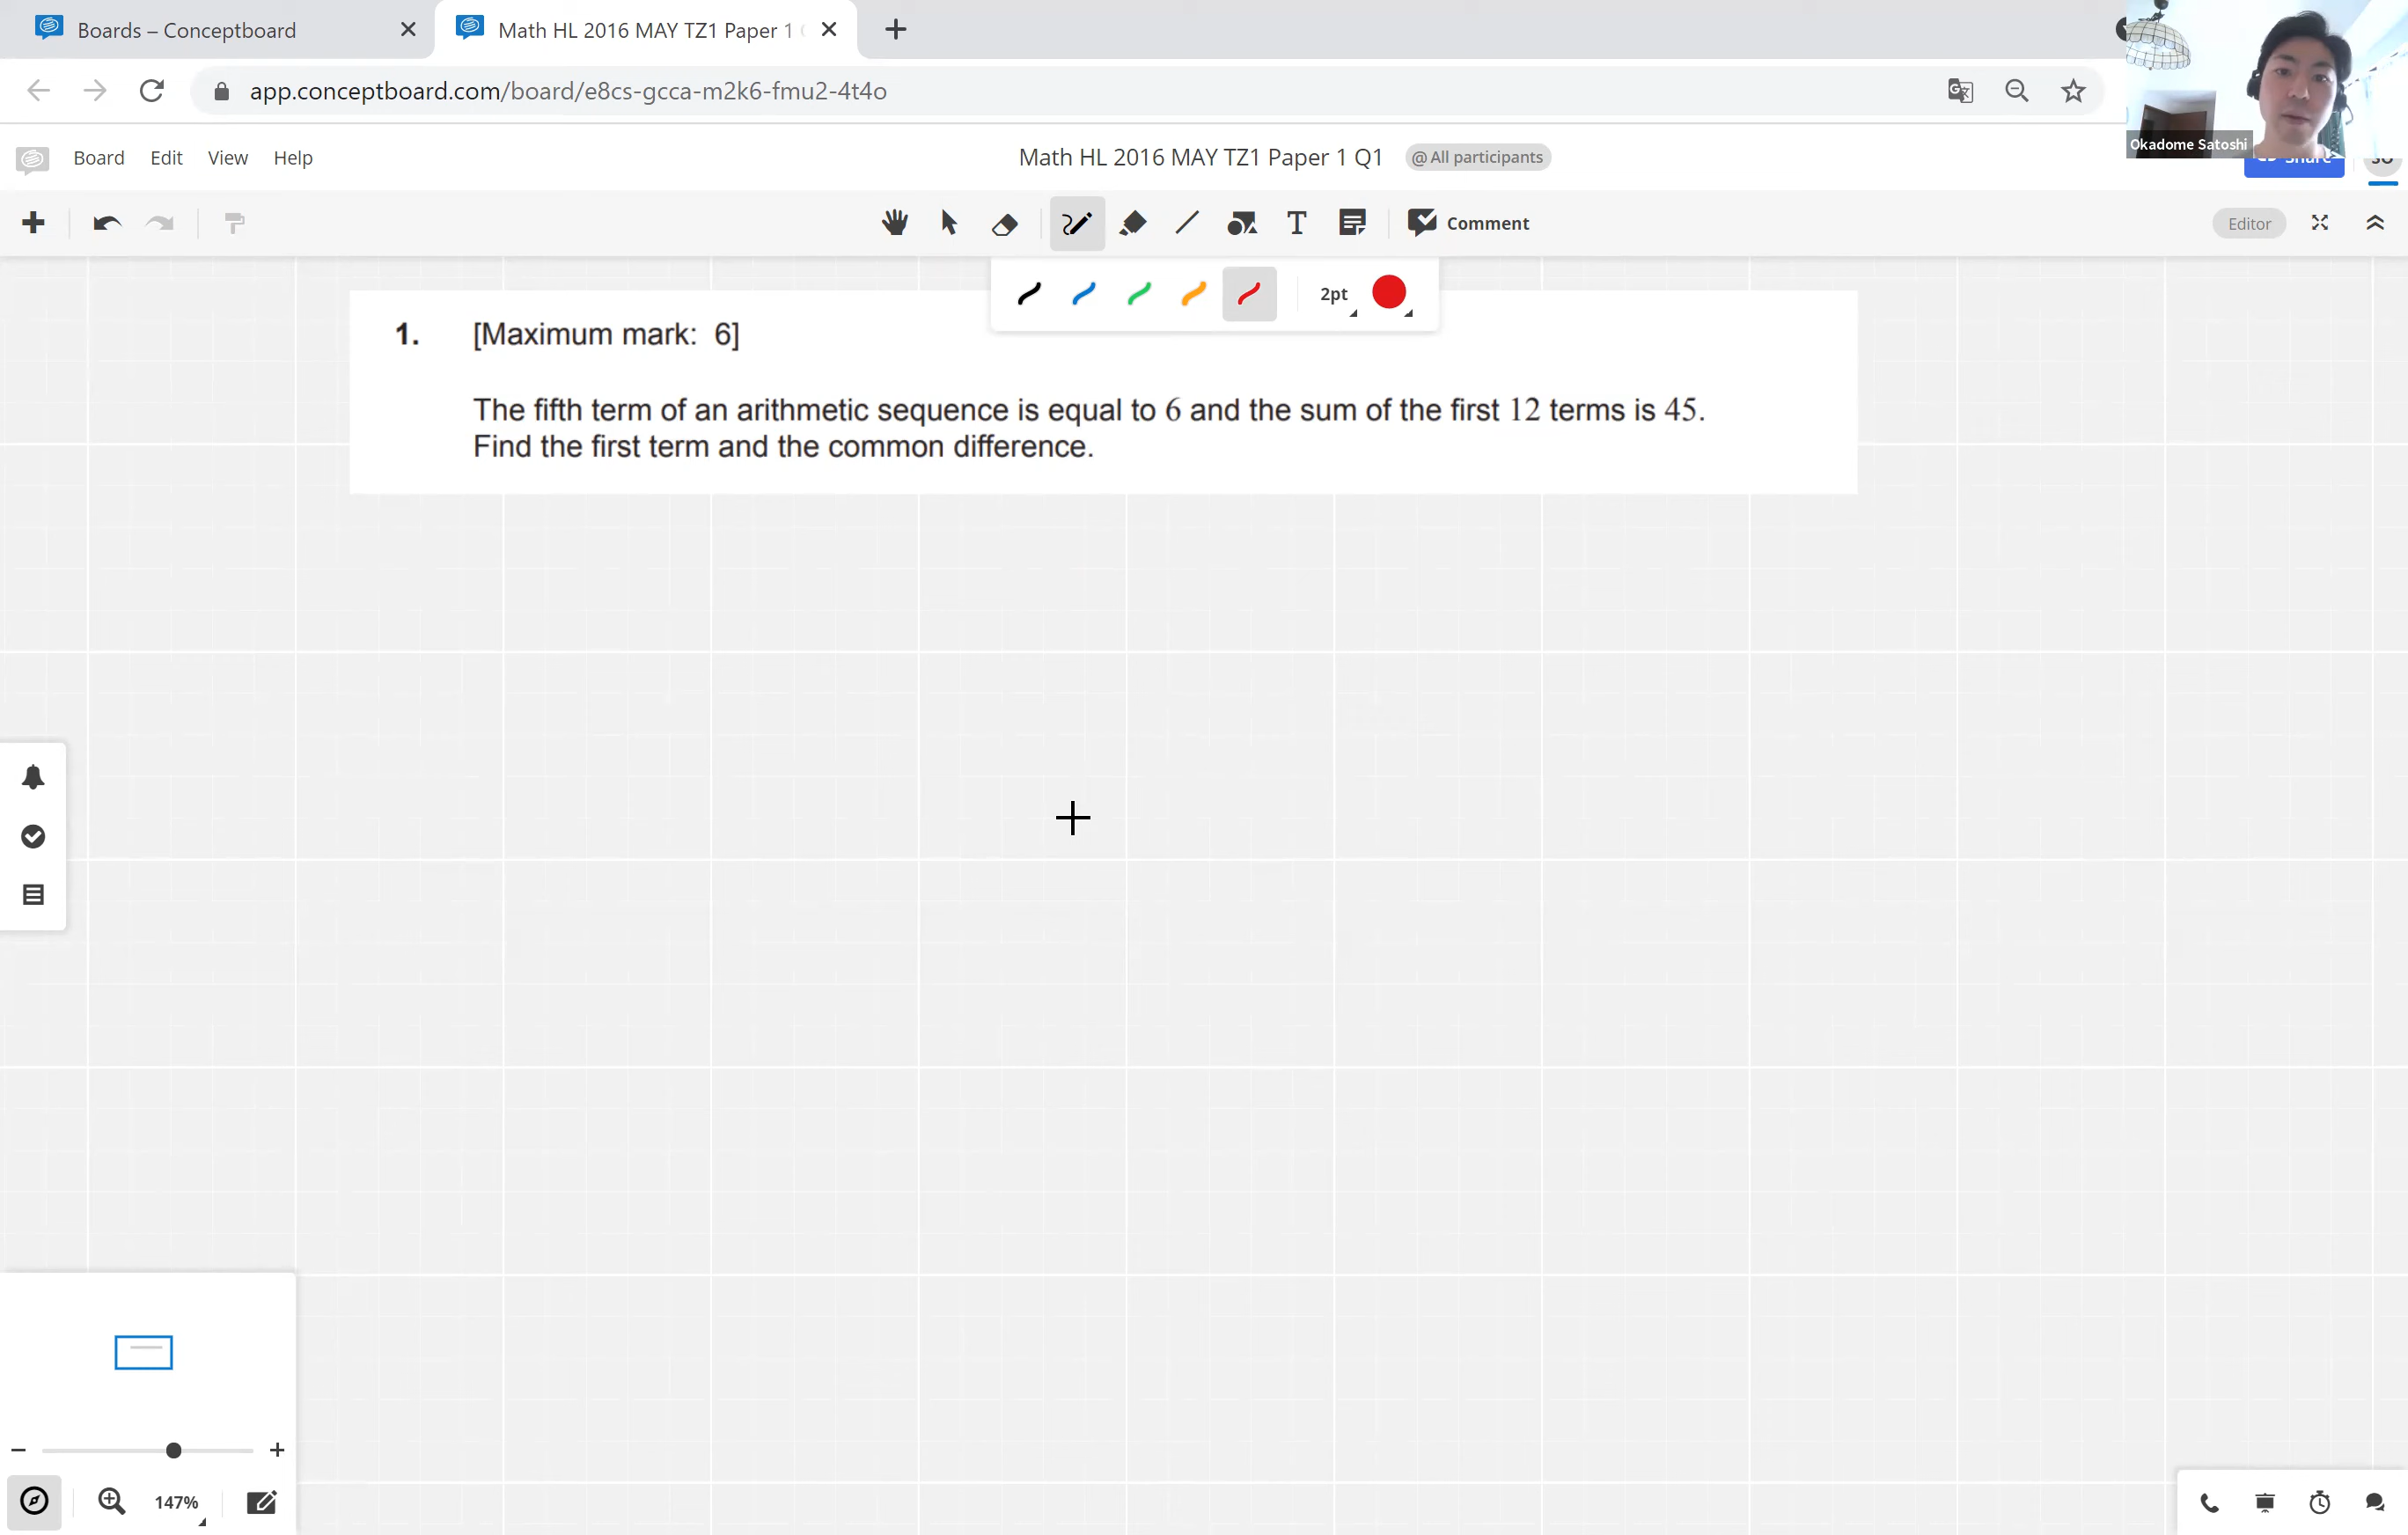 Boards – Conceptboard
Math HL 2016 MAY TZ1 Paper 1
app.conceptboard.com/board/e8cs-gcca-m2k6-fmu2-4t4o
Okadome Satoshi
Board Edit View Help
Math HL 2016 MAY TZ1 Paper 1 Q1
@ All participants
Share
SO
Comment
Editor
2pt
1. [Maximum mark: 6]
The fifth term of an arithmetic sequence is equal to 6 and the sum of the first 12 terms is 45.
Find the first term and the common difference.
147%